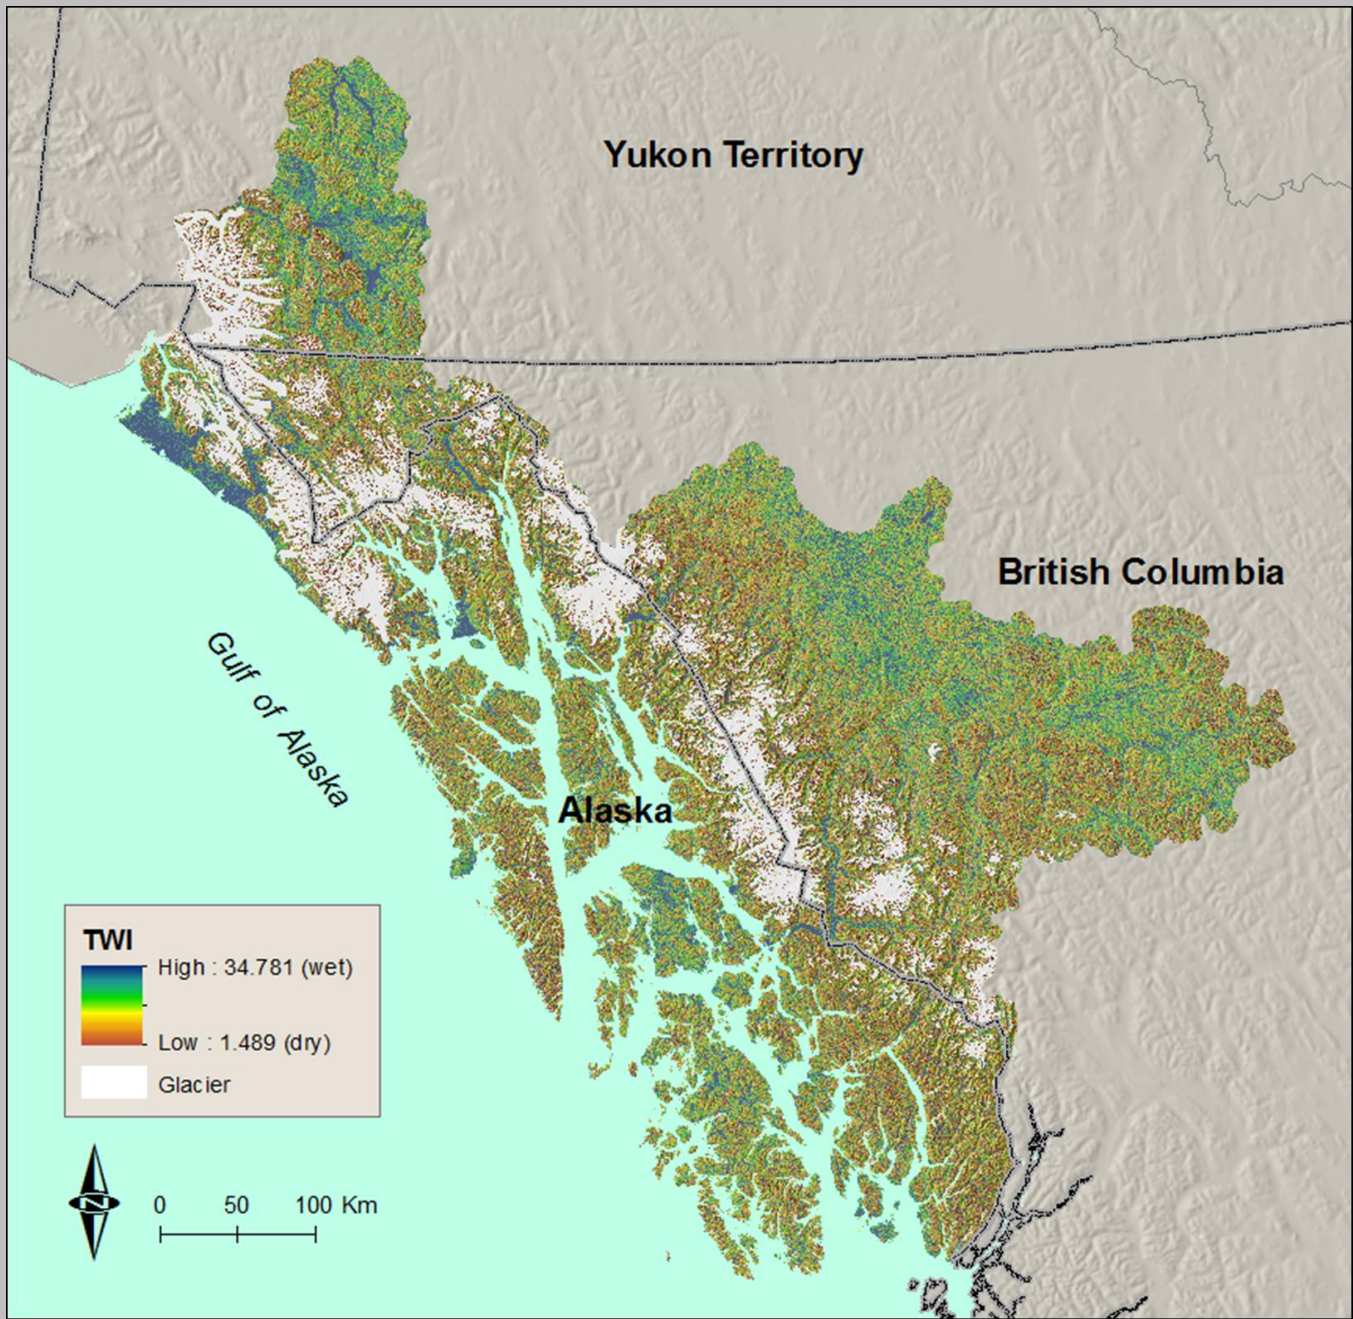 Yukon Territory
British Columbia
Gulf of Alaska
Alaska
TWI
High : 34.781 (wet)
Low : 1.489 (dry)
Glacier
N
0 50 100 Km